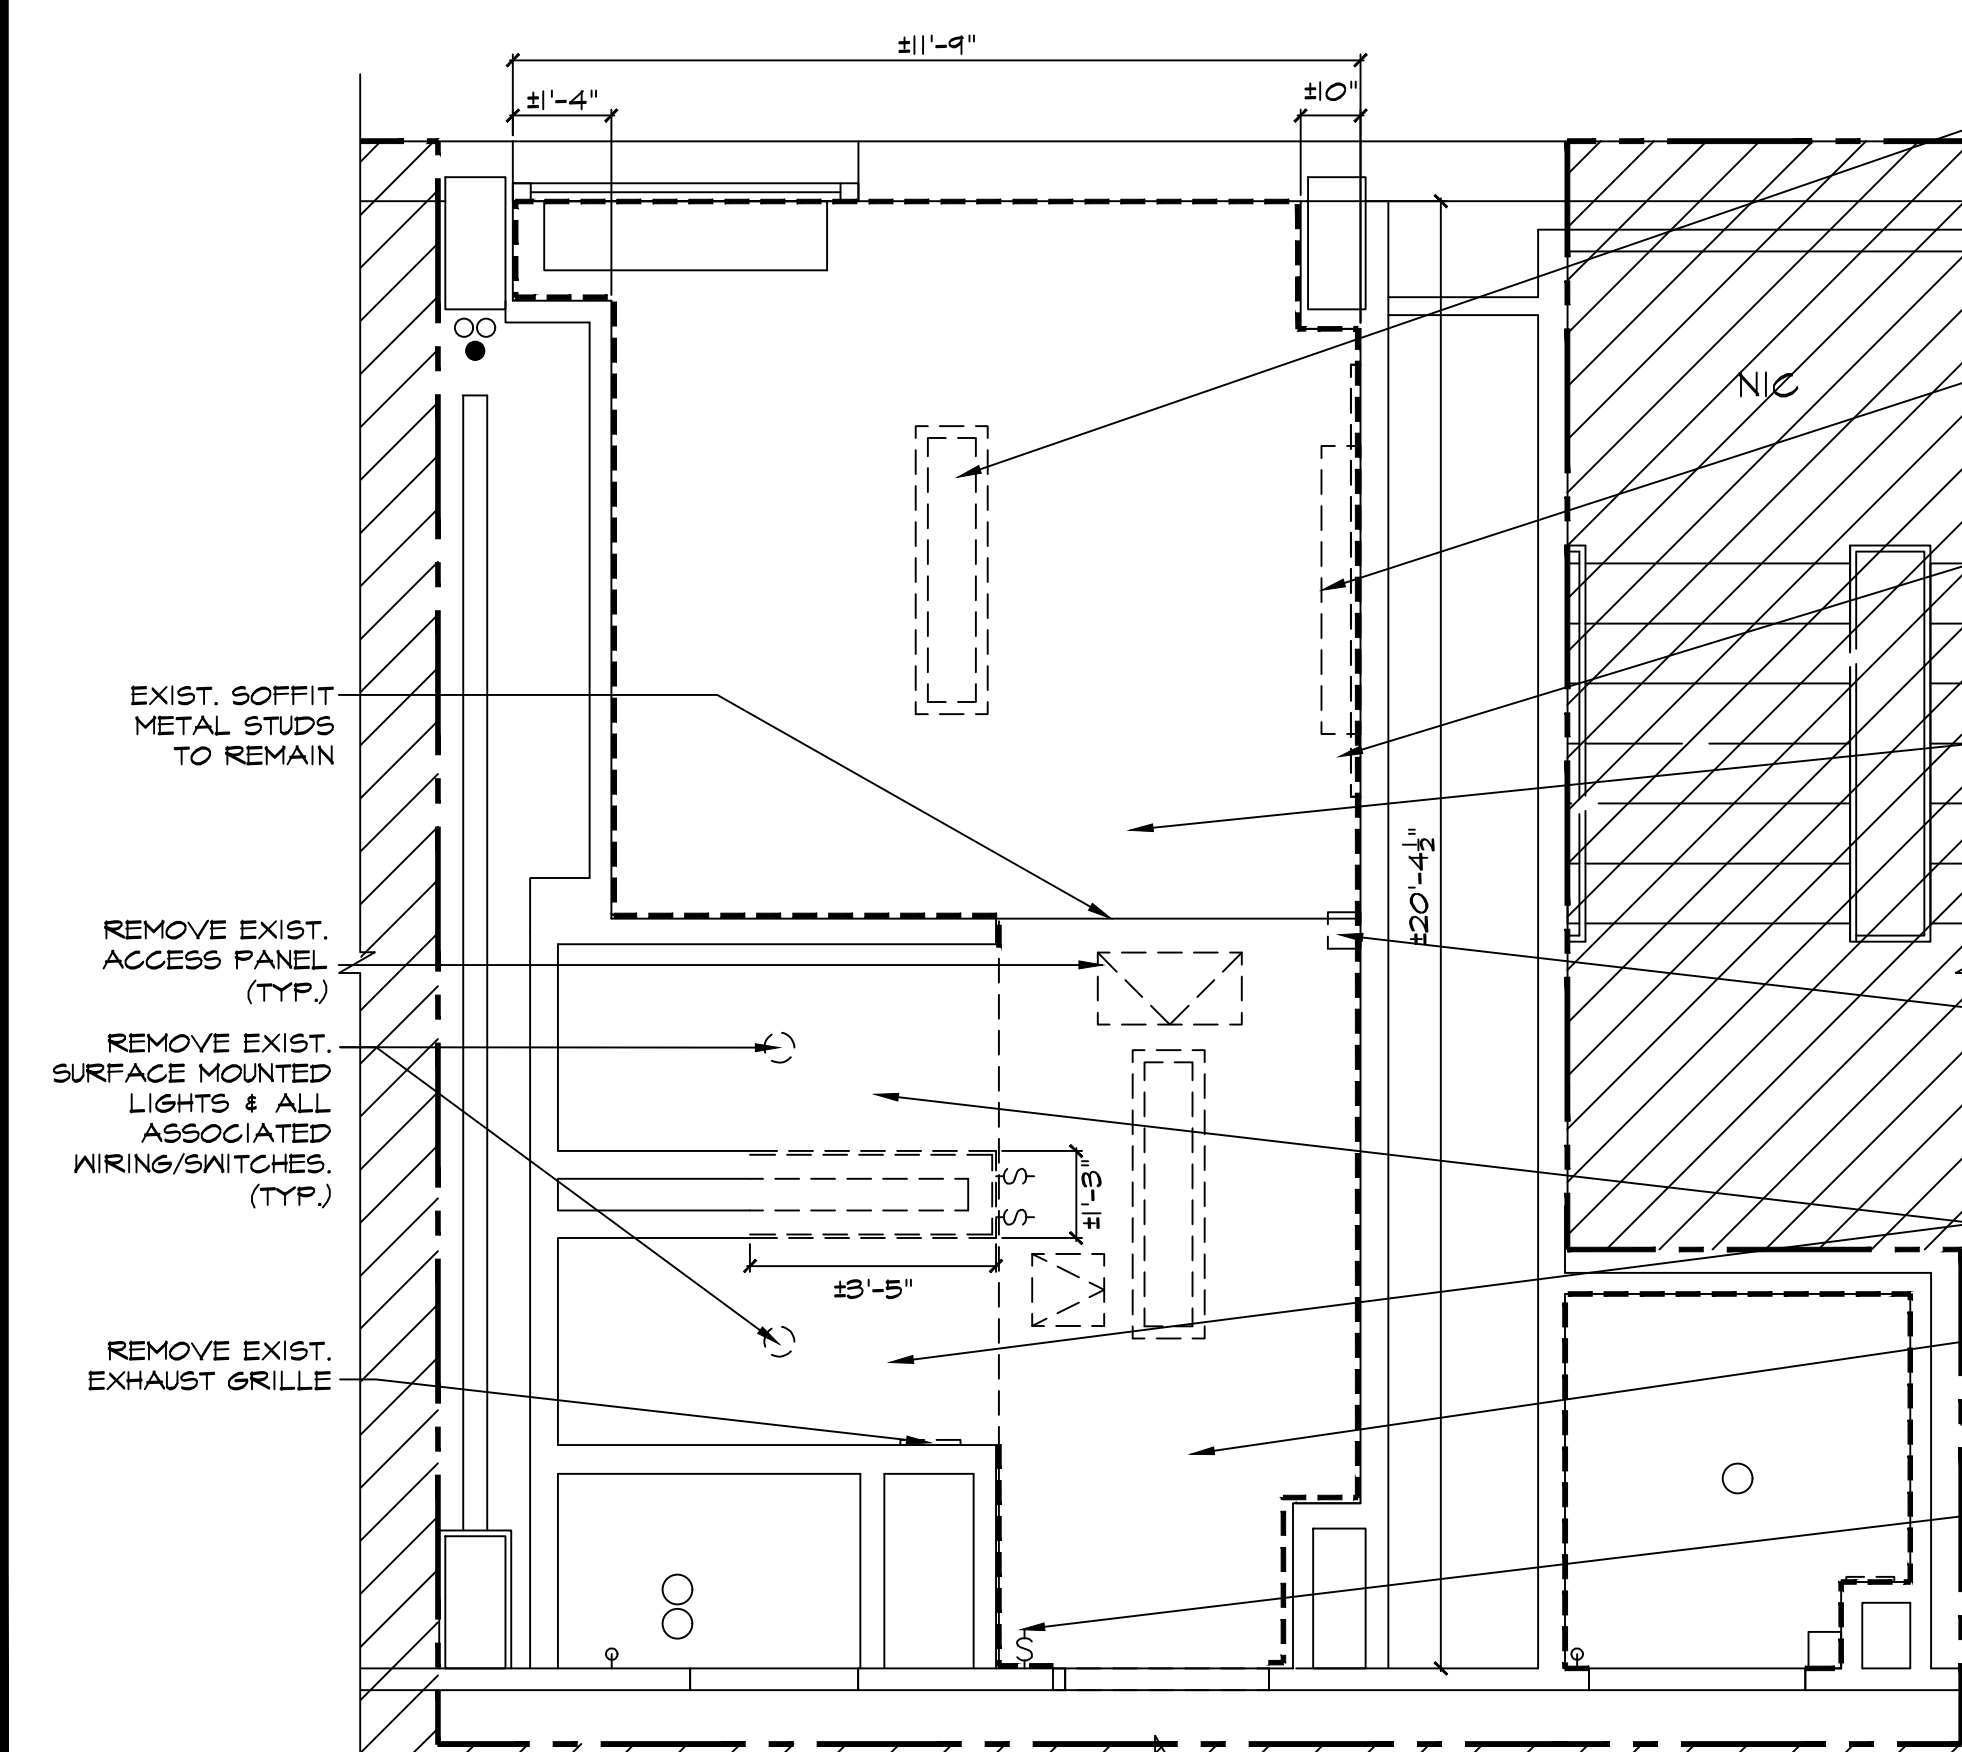 ±11'-9"
±1'-4"
±10"
NIC
EXIST. SOFFIT
METAL STUDS
TO REMAIN
±20'-4½"
REMOVE EXIST.
ACCESS PANEL
(TYP.)
REMOVE EXIST.
SURFACE MOUNTED
LIGHTS & ALL
ASSOCIATED
WIRING/SWITCHES.
(TYP.)
S
S
±1'-3"
±3'-5"
REMOVE EXIST.
EXHAUST GRILLE
S